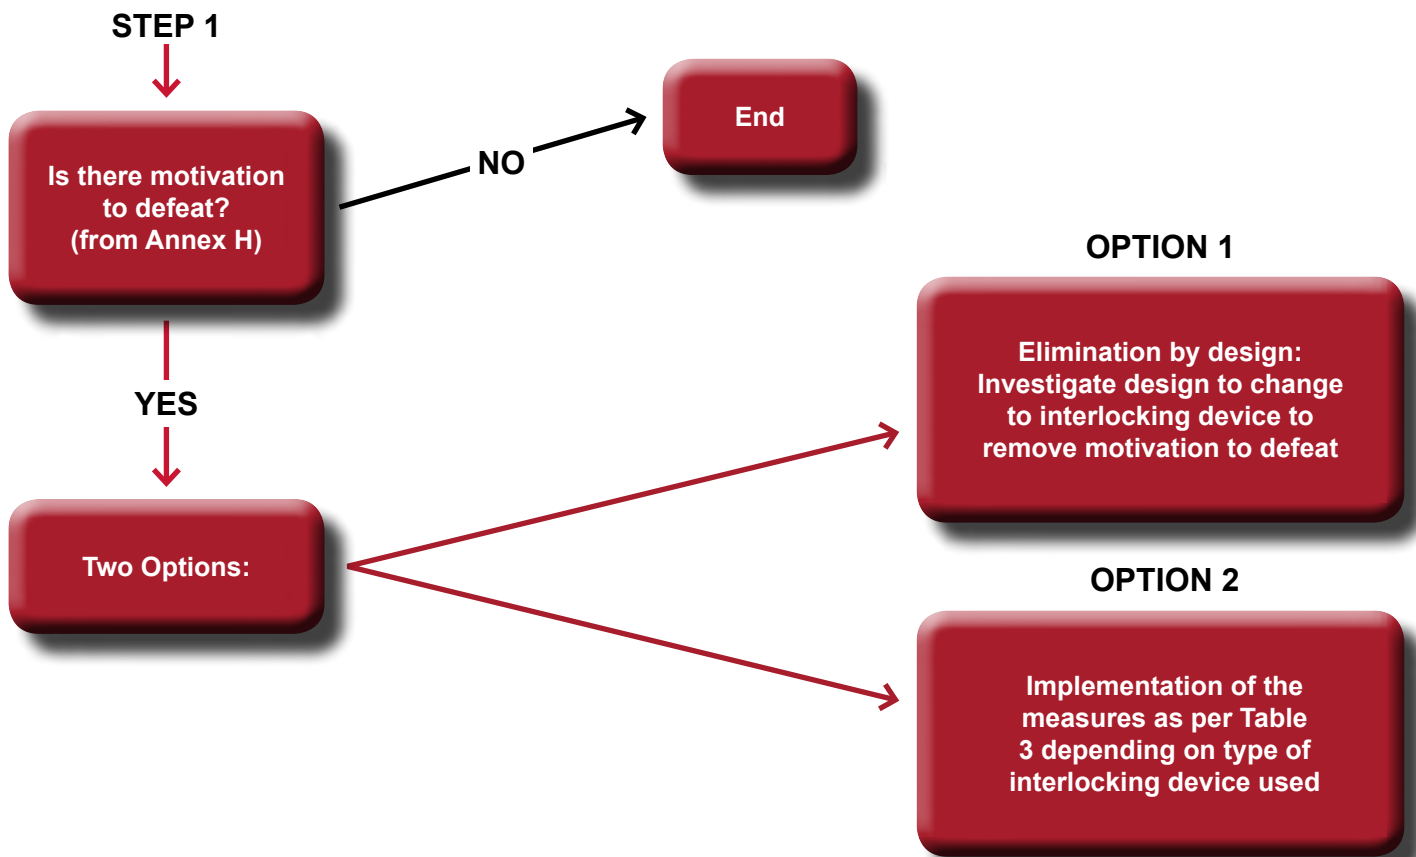 STEP 1
Is there motivation
to defeat?
(from Annex H)
NO
End
YES
Two Options:
OPTION 1
Elimination by design:
Investigate design to change
to interlocking device to
remove motivation to defeat
OPTION 2
Implementation of the
measures as per Table
3 depending on type of
interlocking device used